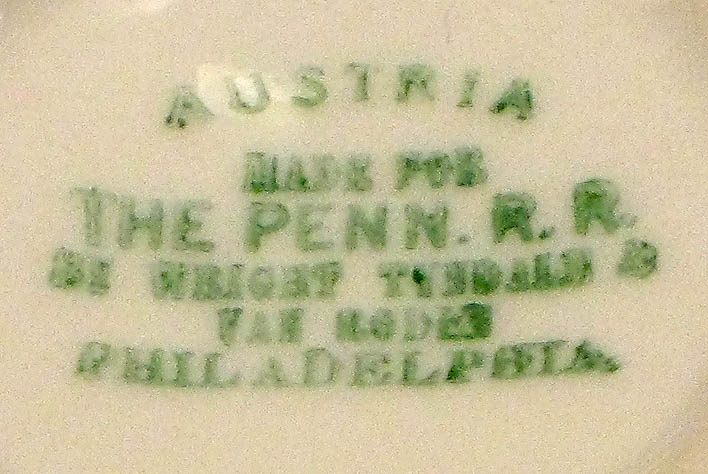 AUSTRIA
MADE FOR
THE PENN. R. R.
BY WRIGHT TYNDALE &
VAN RODEN
PHILADELPHIA.